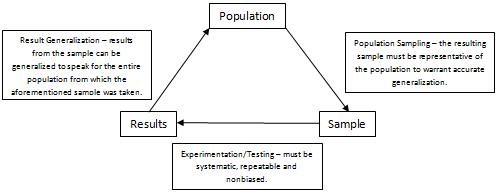 Population
Result Generalization – results
from the sample can be
generalized to speak for the entire
population from which the
aforementioned sample was taken.
Population Sampling – the resulting
sample must be representative of
the population to warrant accurate
generalization.
Results
Sample
Experimentation/Testing – must be
systematic, repeatable and
nonbiased.